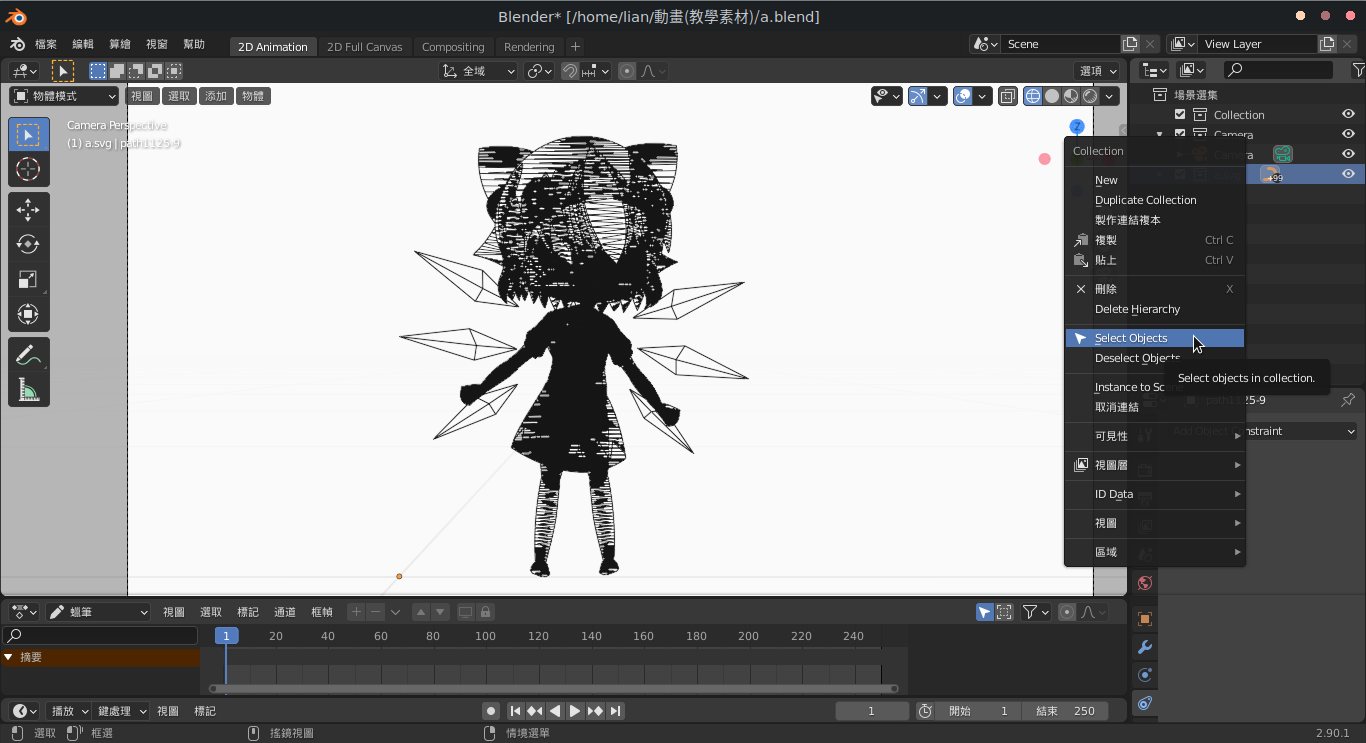 Blender* [/home/lian/動畫(教學素材)/a.blend]
檔案 編輯 算繪 視窗 幫助 2D Animation 2D Full Canvas Compositing Rendering + Scene View Layer
全域 選項
物體模式 視圖 選取 添加 物體
場景選集
Collection
Camera
Camera
+99
Camera Perspective
(1) a.svg | path1125-9
Z
Collection
New
Duplicate Collection
製作連結複本
複製 Ctrl C
貼上 Ctrl V
刪除 X
Delete Hierarchy
Select Objects
Deselect Objects
Select objects in collection.
Instance to Sc
取消連結
可見性
視圖層
ID Data
視圖
區域
path1125-9
Add Object Constraint
蠟筆 視圖 選取 標記 通道 框幀
1 20 40 60 80 100 120 140 160 180 200 220 240
摘要
播放 鍵處理 視圖 標記 1 開始 1 結束 250
選取 框選 搖鏡視圖 情境選單 2.90.1